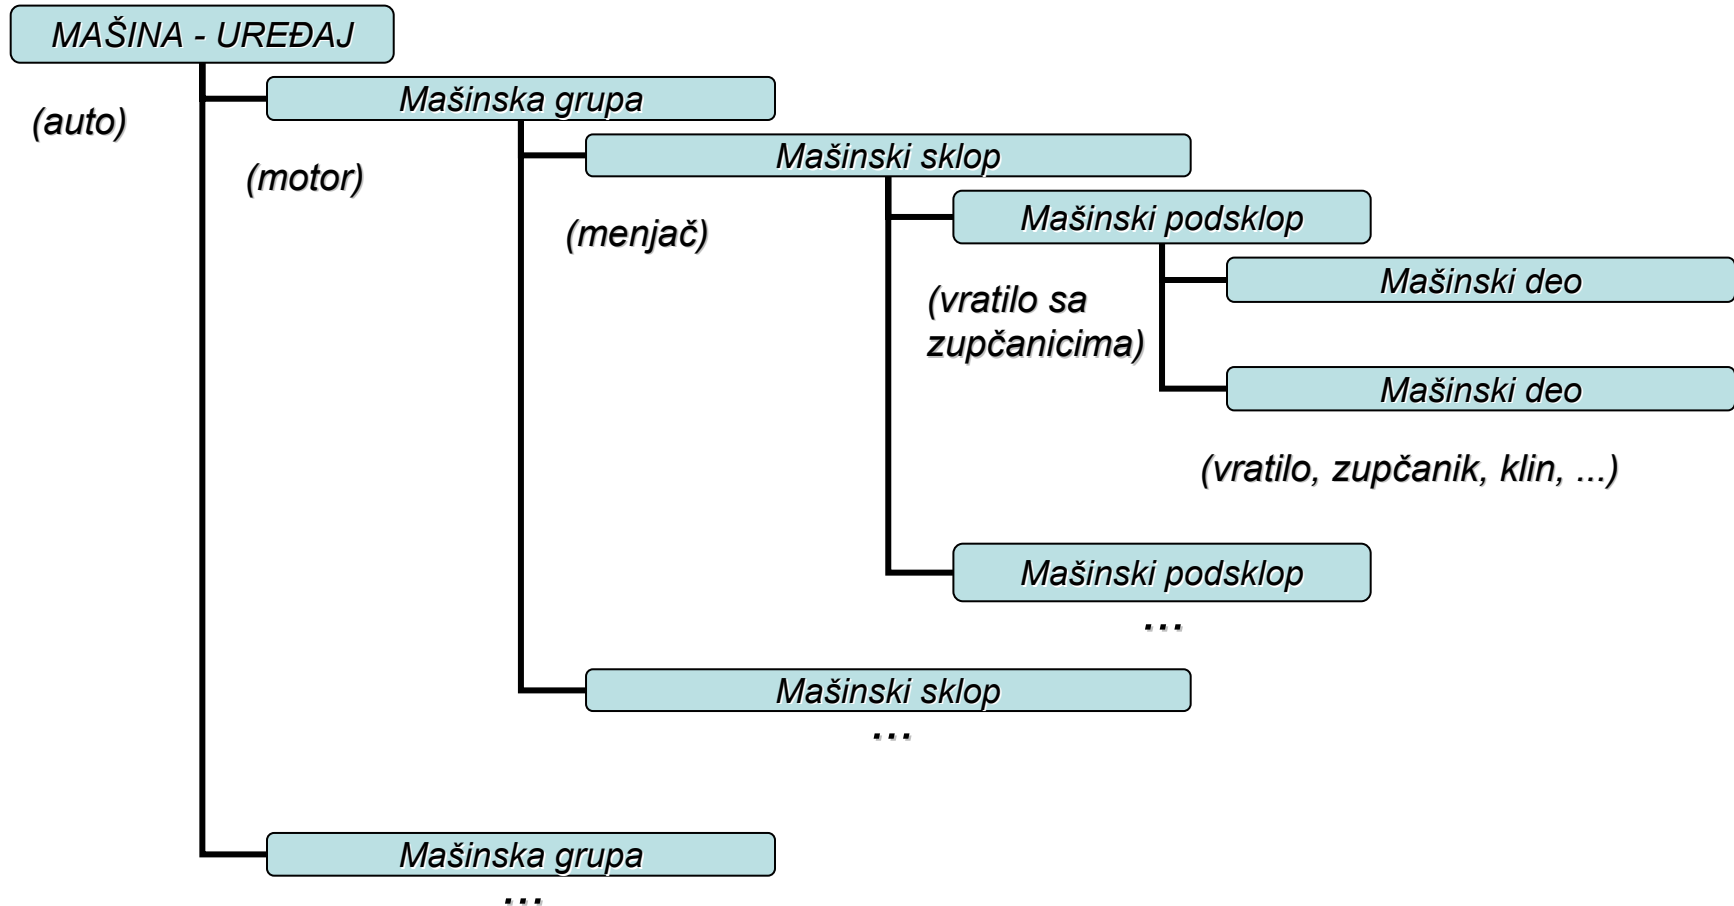 MAŠINA - UREĐAJ
Mašinska grupa
(auto)
Mašinski sklop
(motor)
Mašinski podsklop
(menjač)
Mašinski deo
(vratilo sa
zupčanicima)
Mašinski deo
(vratilo, zupčanik, klin, ...)
Mašinski podsklop
...
Mašinski sklop
...
Mašinska grupa
...